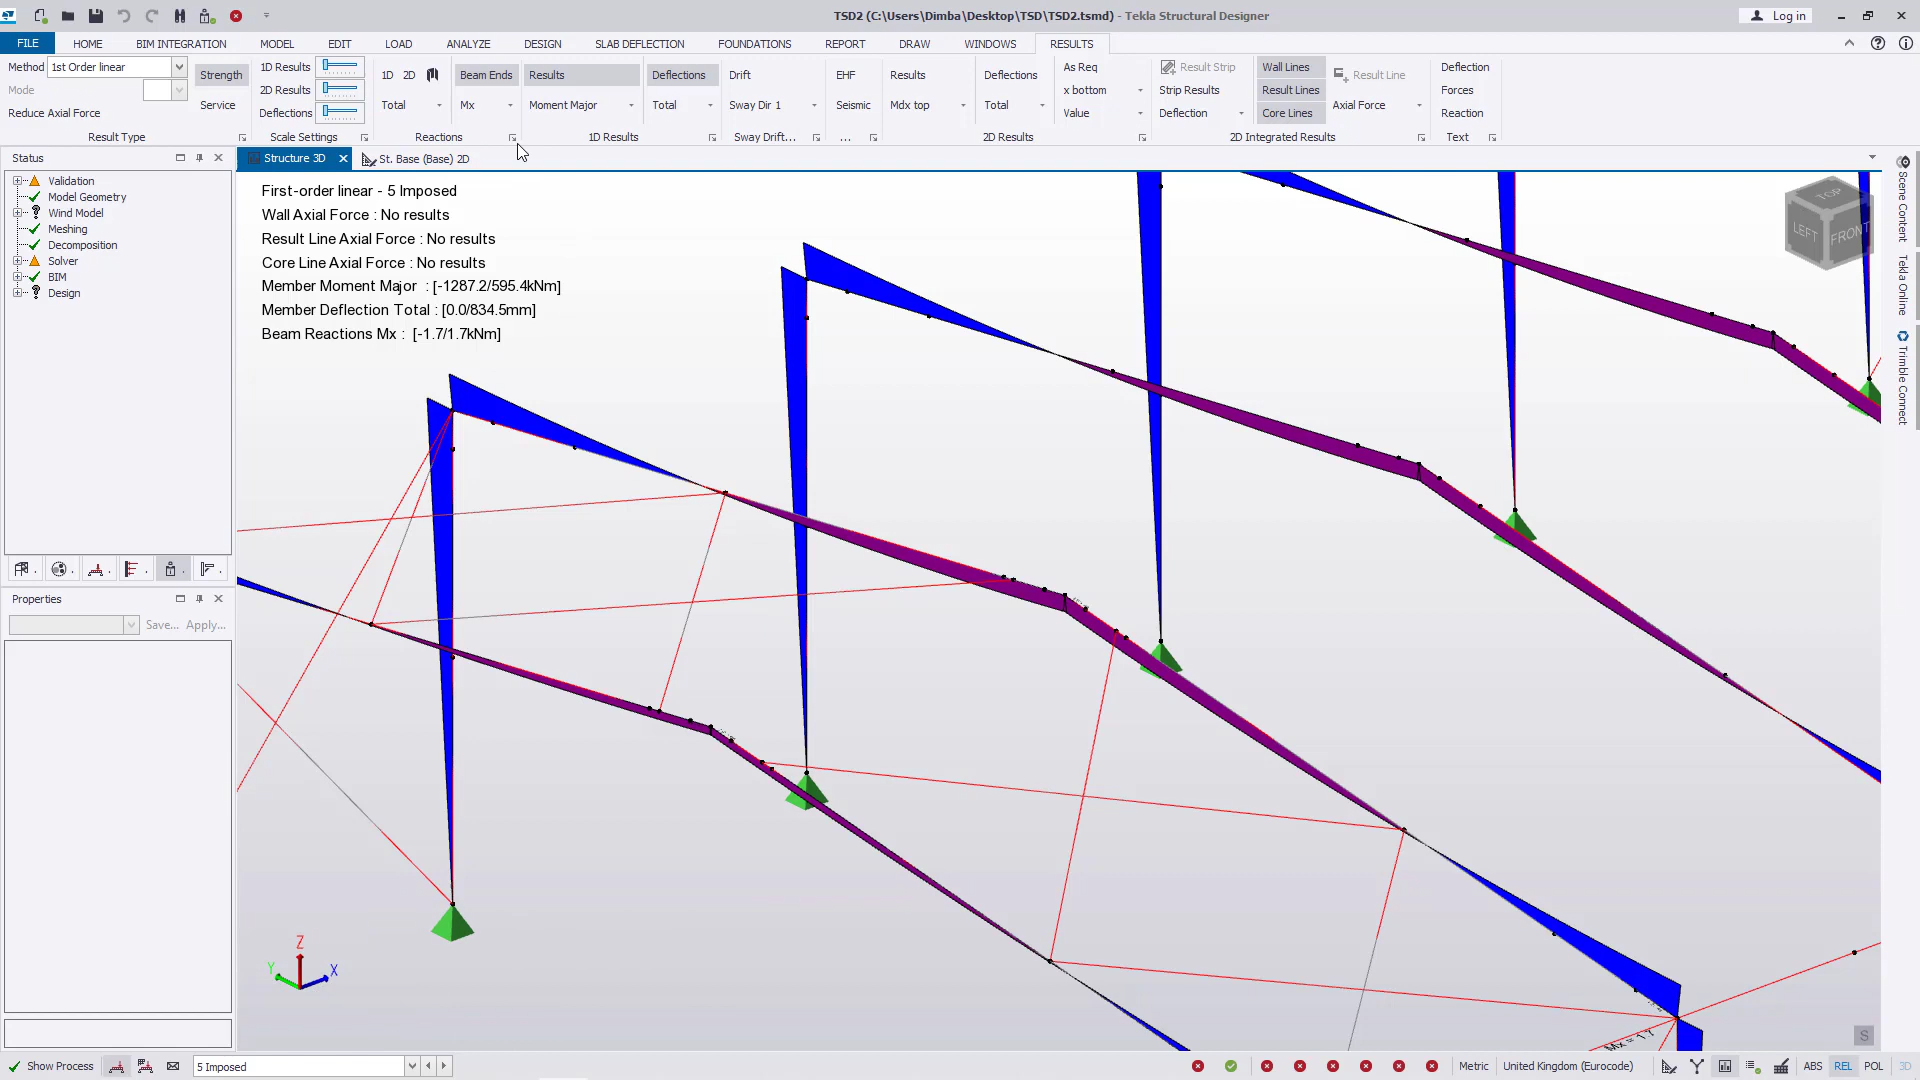 TSD2 (C:\Users\Dimba\Desktop\TSD\TSD2.tsmd) - Tekla Structural Designer
Log in
FILE HOME BIM INTEGRATION MODEL EDIT LOAD ANALYZE DESIGN SLAB DEFLECTION FOUNDATIONS REPORT DRAW WINDOWS RESULTS
Method 1st Order linear
Mode
Reduce Axial Force
Strength
Service
Result Type
1D Results
2D Results
Deflections
Scale Settings
1D 2D
Total
Beam Ends
Mx
Reactions
Results
Moment Major
Deflections
Total
1D Results
Drift
Sway Dir 1
Sway Drift...
EHF
Seismic
...
Results
Mdx top
Deflections
Total
As Req
x bottom
Value
2D Results
Result Strip
Strip Results
Deflection
Wall Lines
Result Lines
Core Lines
Result Line
Axial Force
2D Integrated Results
Deflection
Forces
Reaction
Text
Status
Validation
Model Geometry
Wind Model
Meshing
Decomposition
Solver
BIM
Design
Properties
Save... Apply...
Structure 3D
St. Base (Base) 2D
First-order linear - 5 Imposed
Wall Axial Force : No results
Result Line Axial Force : No results
Core Line Axial Force : No results
Member Moment Major : [-1287.2/595.4kNm]
Member Deflection Total : [0.0/834.5mm]
Beam Reactions Mx : [-1.7/1.7kNm]
TOP
LEFT
FRONT
Scene Content
Tekla Online
Trimble Connect
Z
Y
X
Mx = 1.7
S
Show Process
5 Imposed
Metric
United Kingdom (Eurocode)
ABS REL POL 3D